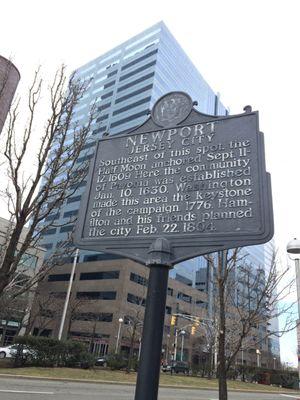 NEWPORT
JERSEY CITY
Southeast of this spot the
Half Moon anchored Sept. 11-
12, 1609. Here the community
of Pavonia was established
Jan. 10, 1630. Washington
made this area the keystone
of the campaign 1776. Ham-
ilton and his friends planned
the city Feb. 22, 1804.